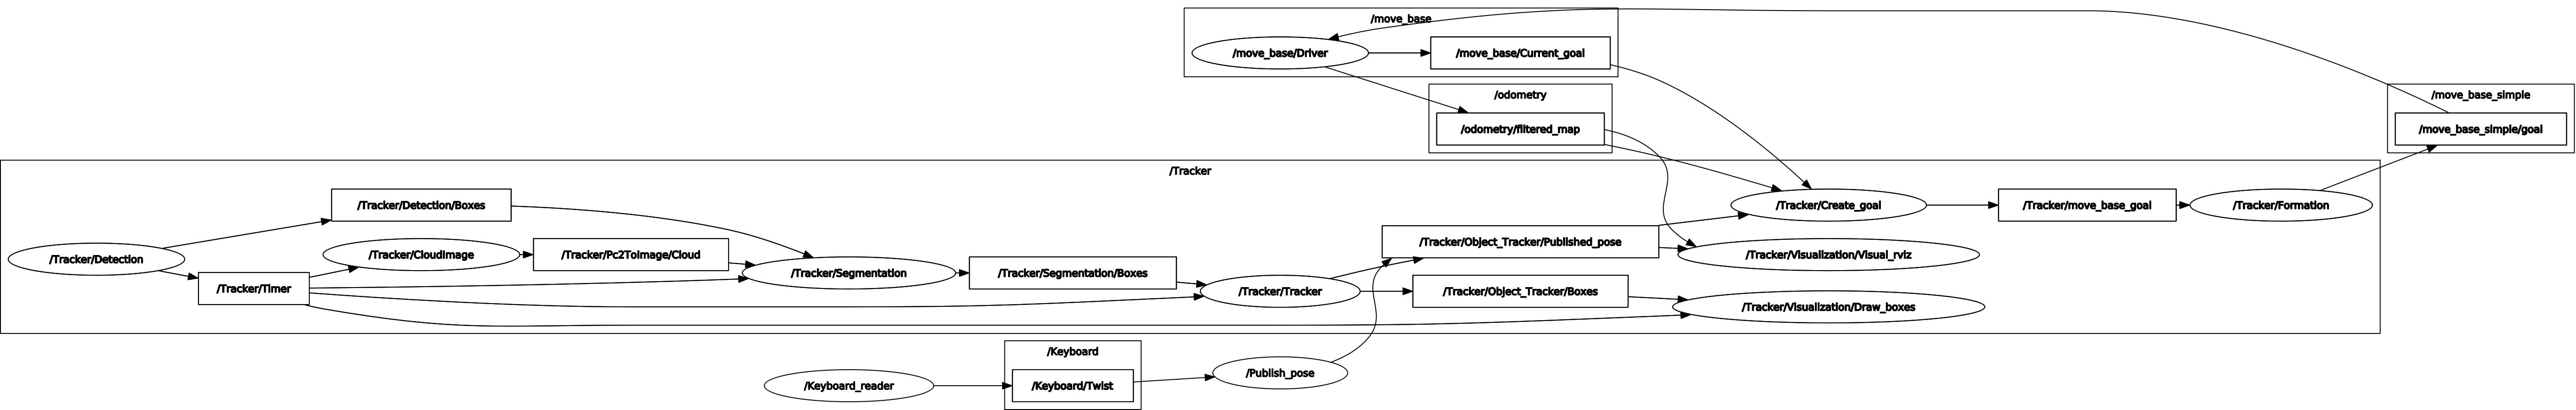 /move_base
/move_base/Driver
/move_base/Current_goal
/odometry
/odometry/filtered_map
/move_base_simple
/move_base_simple/goal
/Tracker
/Tracker/Detection/Boxes
/Tracker/Detection
/Tracker/CloudImage
/Tracker/Pc2ToImage/Cloud
/Tracker/Timer
/Tracker/Segmentation
/Tracker/Segmentation/Boxes
/Tracker/Tracker
/Tracker/Object_Tracker/Published_pose
/Tracker/Object_Tracker/Boxes
/Tracker/Create_goal
/Tracker/Visualization/Visual_rviz
/Tracker/Visualization/Draw_boxes
/Tracker/move_base_goal
/Tracker/Formation
/Keyboard
/Keyboard_reader
/Keyboard/Twist
/Publish_pose